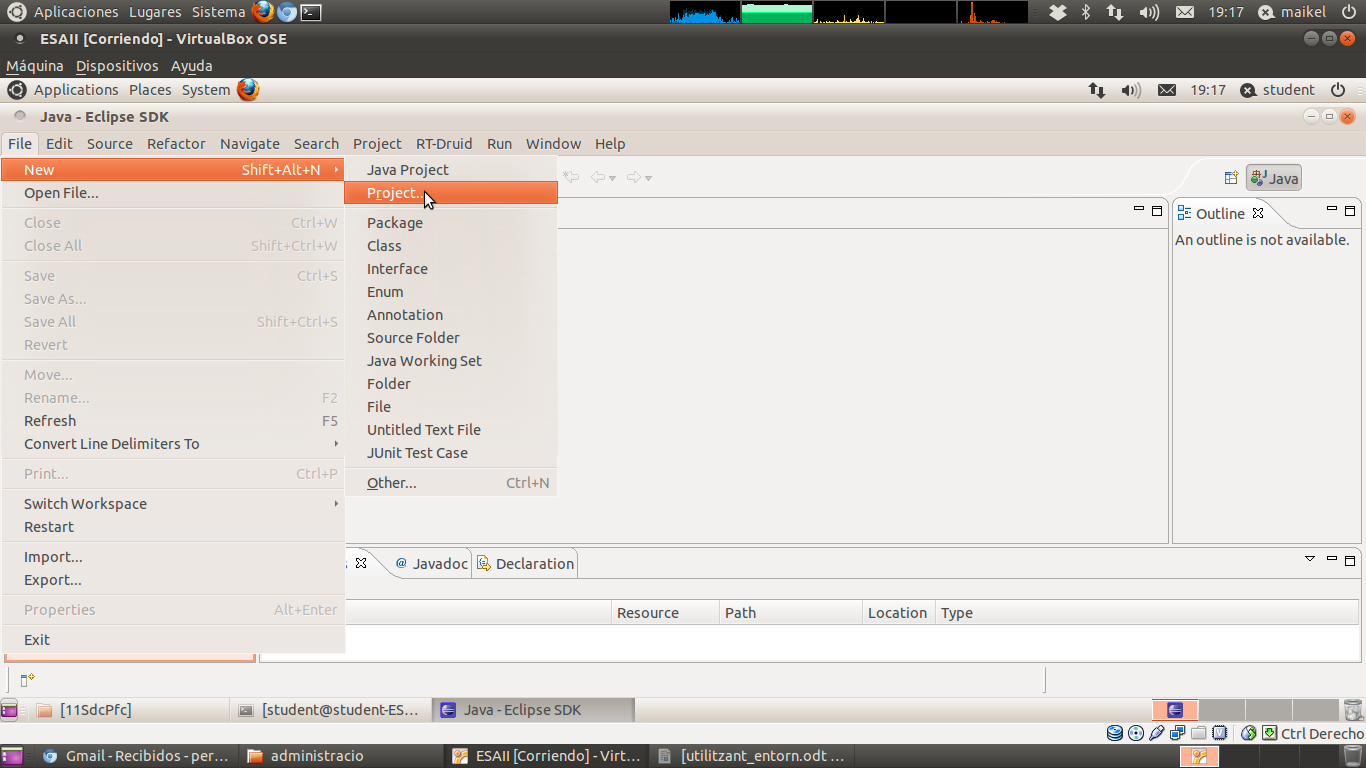 Aplicaciones Lugares Sistema 19:17 maikel
ESAII [Corriendo] - VirtualBox OSE
Máquina Dispositivos Ayuda
Applications Places System 19:17 student
Java - Eclipse SDK
File Edit Source Refactor Navigate Search Project RT-Druid Run Window Help
New Shift+Alt+N
Open File...
Close Ctrl+W
Close All Shift+Ctrl+W
Save Ctrl+S
Save As...
Save All Shift+Ctrl+S
Revert
Move...
Rename... F2
Refresh F5
Convert Line Delimiters To
Print... Ctrl+P
Switch Workspace
Restart
Import...
Export...
Properties Alt+Enter
Exit
Java Project
Project...
Package
Class
Interface
Enum
Annotation
Source Folder
Java Working Set
Folder
File
Untitled Text File
JUnit Test Case
Other... Ctrl+N
Java
Outline
An outline is not available.
@ Javadoc Declaration
Resource Path Location Type
[11SdcPfc] [student@student-ES... Java - Eclipse SDK
Ctrl Derecho
Gmail - Recibidos - per... administracio ESAII [Corriendo] - Virt... [utilitzant_entorn.odt ...